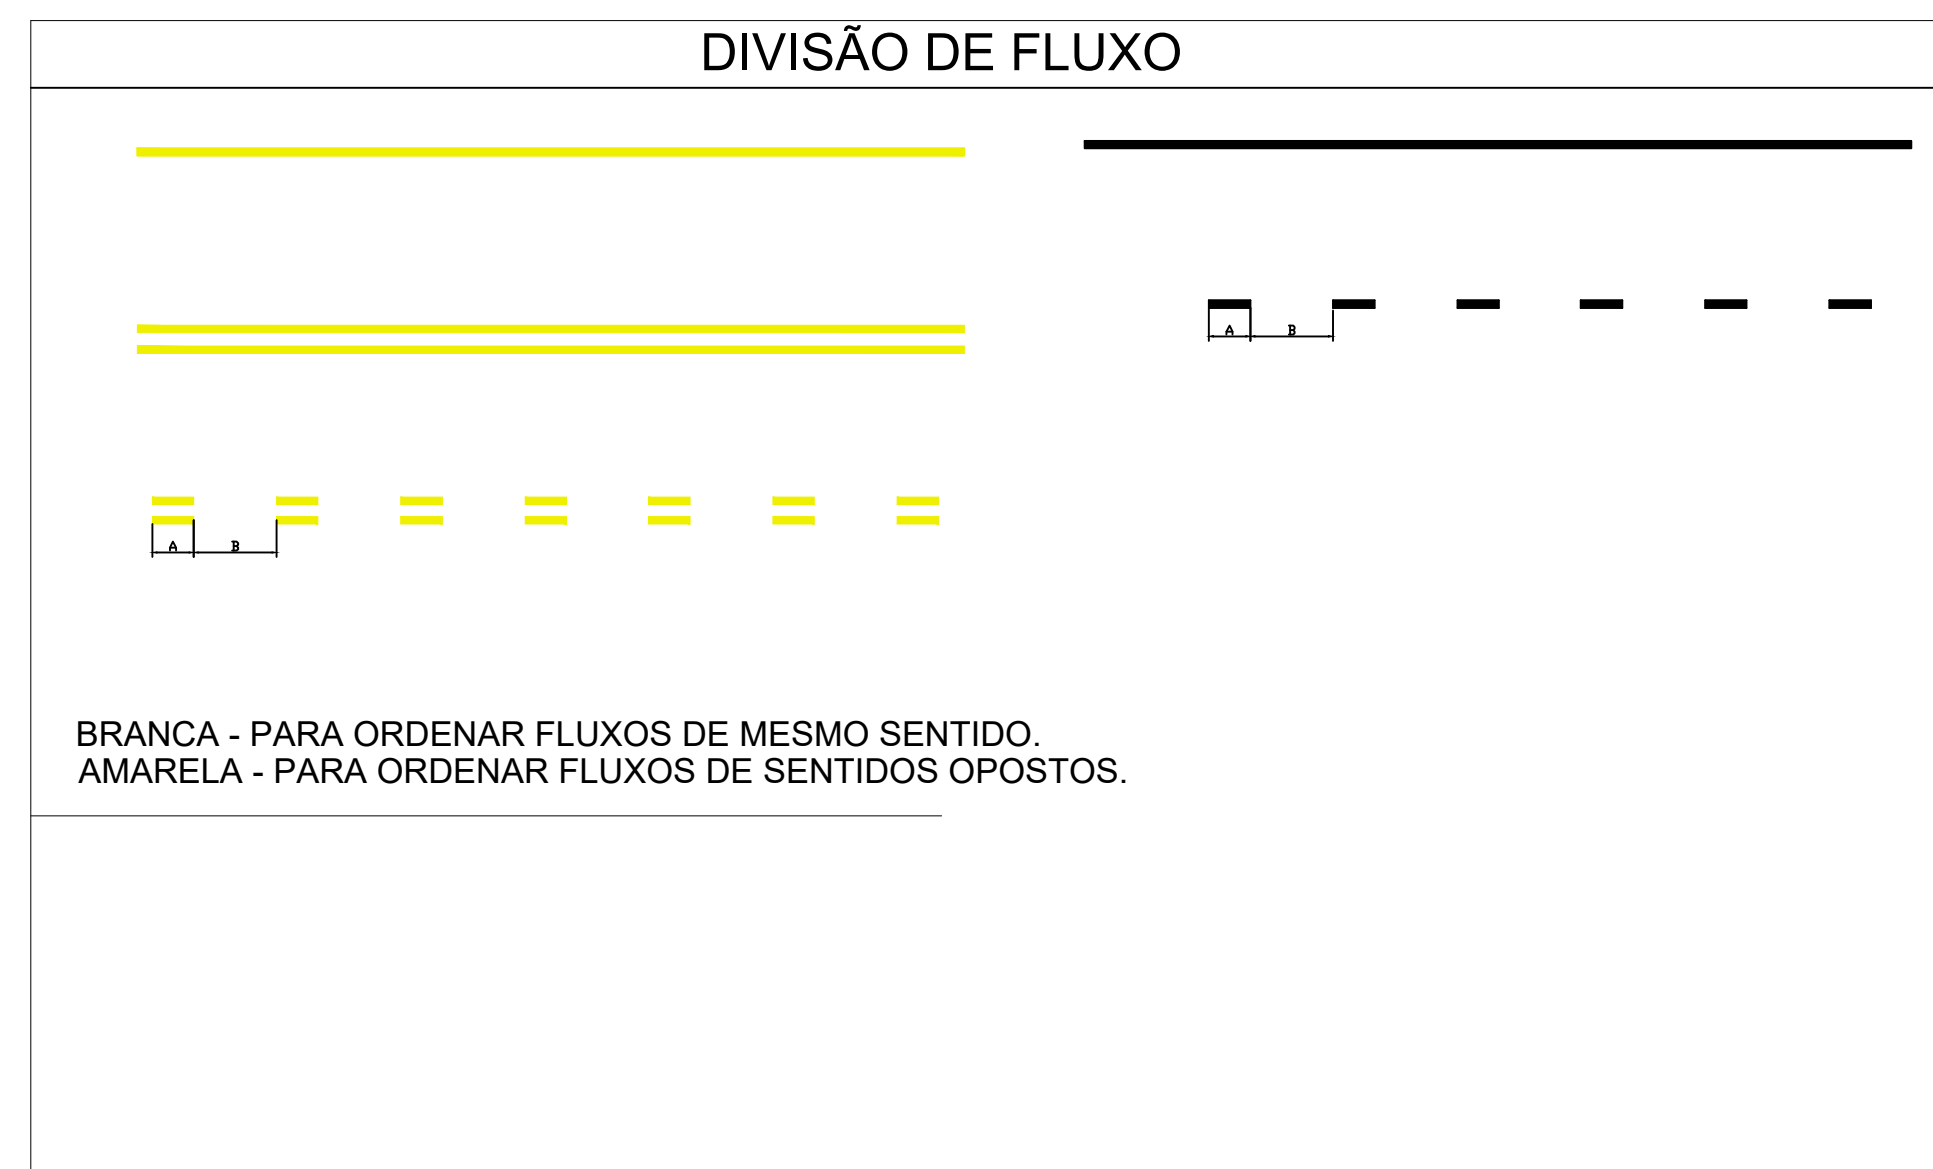 DIVISÃO DE FLUXO
A B
A B
BRANCA - PARA ORDENAR FLUXOS DE MESMO SENTIDO.
AMARELA - PARA ORDENAR FLUXOS DE SENTIDOS OPOSTOS.